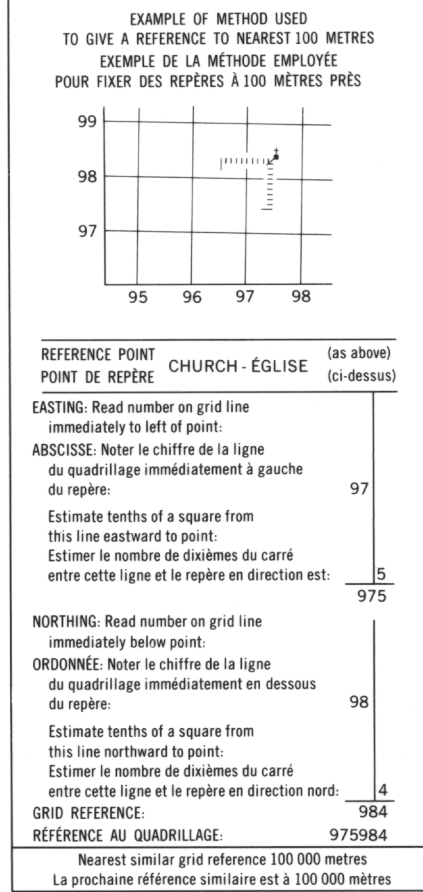 EXAMPLE OF METHOD USED
TO GIVE A REFERENCE TO NEAREST 100 METRES
EXEMPLE DE LA MÉTHODE EMPLOYÉE
POUR FIXER DES REPÈRES À 100 MÈTRES PRÈS
99
98
97
95 96 97 98
REFERENCE POINT
POINT DE REPÈRE
CHURCH - ÉGLISE
(as above)
(ci-dessus)
EASTING: Read number on grid line
immediately to left of point:
ABSCISSE: Noter le chiffre de la ligne
du quadrillage immédiatement à gauche
du repère: 97
Estimate tenths of a square from
this line eastward to point:
Estimer le nombre de dixièmes du carré
entre cette ligne et le repère en direction est: 5
975
NORTHING: Read number on grid line
immediately below point:
ORDONNÉE: Noter le chiffre de la ligne
du quadrillage immédiatement en dessous
du repère: 98
Estimate tenths of a square from
this line northward to point:
Estimer le nombre de dixièmes du carré
entre cette ligne et le repère en direction nord: 4
GRID REFERENCE: 984
RÉFÉRENCE AU QUADRILLAGE: 975984
Nearest similar grid reference 100 000 metres
La prochaine référence similaire est à 100 000 mètres